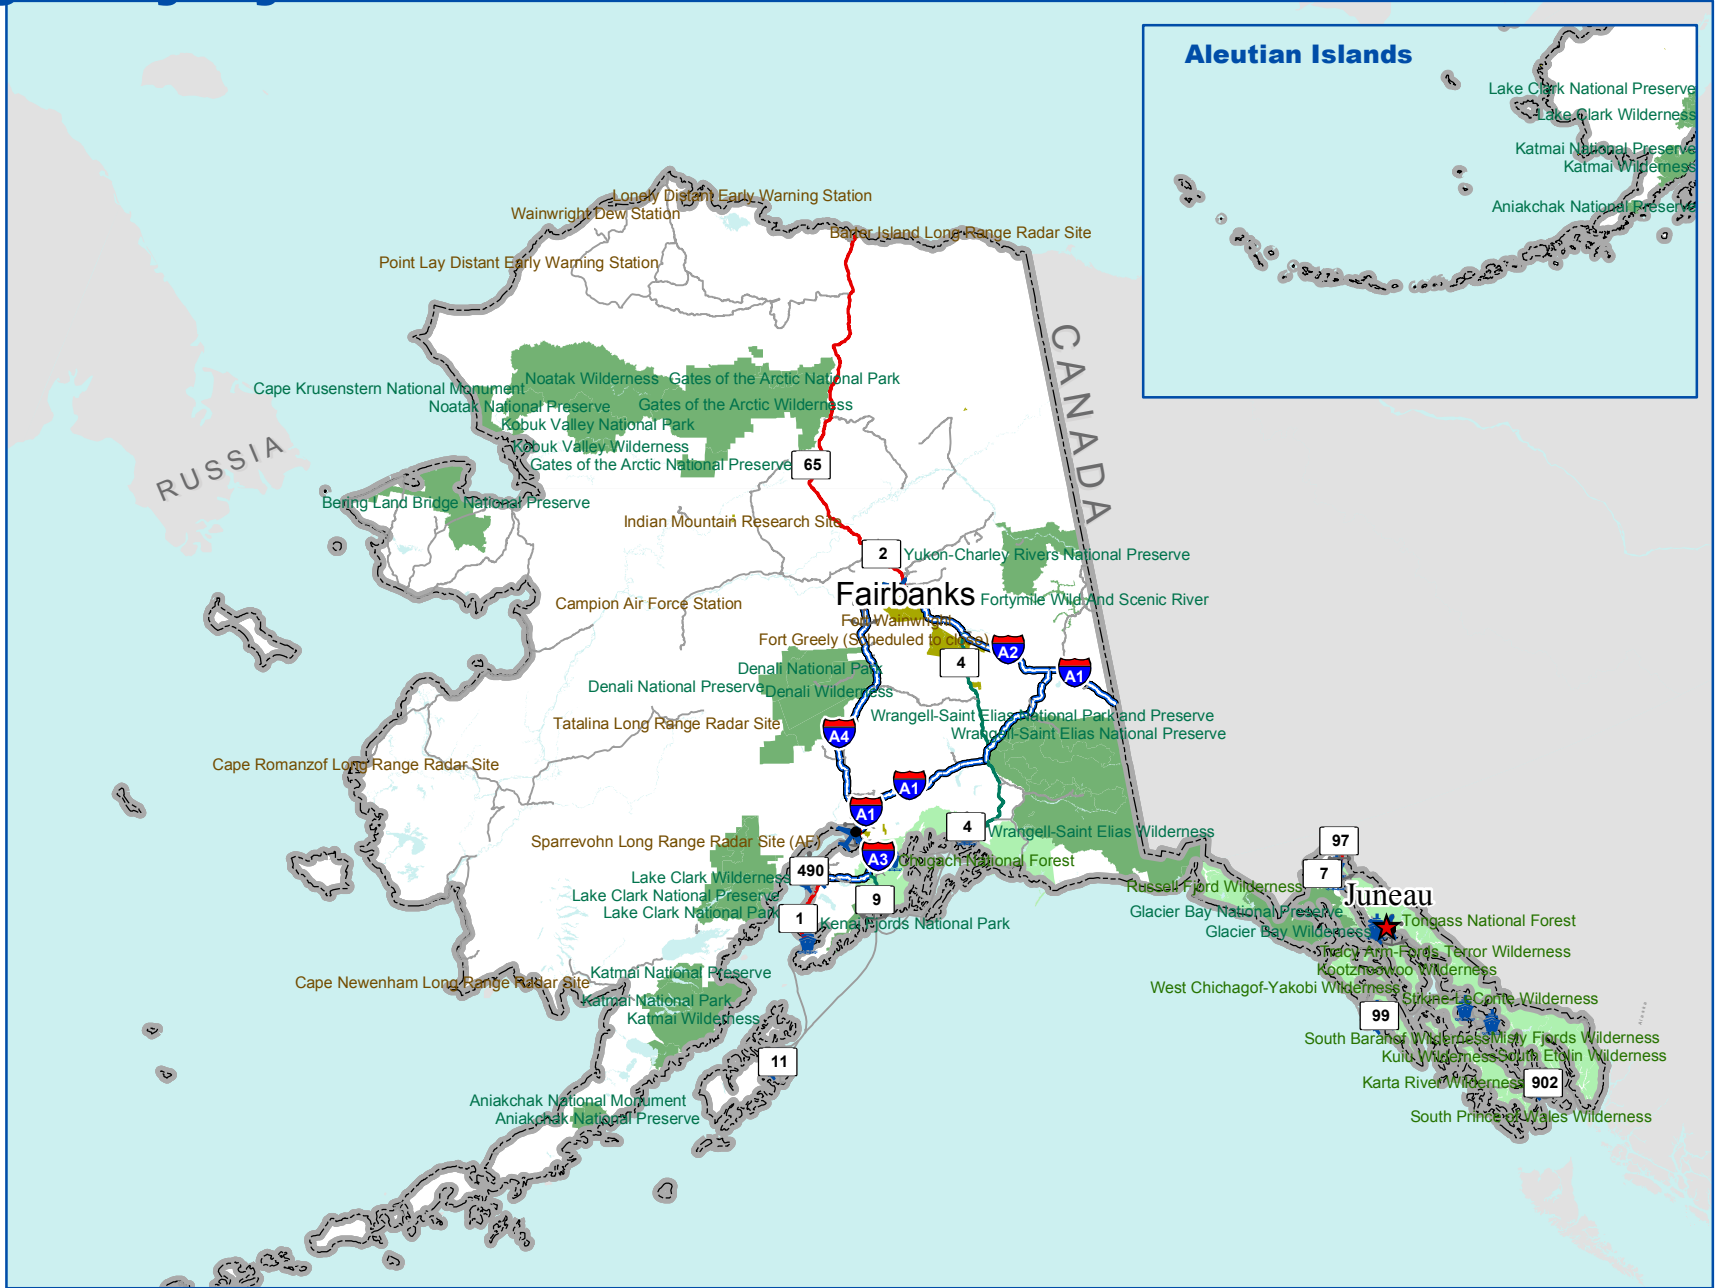 Aleutian Islands
Lake Clark National Preserve
Lake Clark Wilderness
Katmai National Preserve
Katmai Wilderness
Aniakchak National Preserve
Lonely Distant Early Warning Station
Wainwright Dew Station
Barter Island Long Range Radar Site
Point Lay Distant Early Warning Station
CANADA
RUSSIA
Noatak Wilderness
Gates of the Arctic National Park
Cape Krusenstern National Monument
Noatak National Preserve
Gates of the Arctic Wilderness
Kobuk Valley National Park
Kobuk Valley Wilderness
Gates of the Arctic National Preserve
65
Bering Land Bridge National Preserve
Indian Mountain Research Site
2
Yukon-Charley Rivers National Preserve
Fairbanks
Fortymile Wild And Scenic River
Campion Air Force Station
Fort Wainwright
Fort Greely (Scheduled to close)
A2
4
A1
Denali National Park
Denali National Preserve
Denali Wilderness
Wrangell-Saint Elias National Park and Preserve
Tatalina Long Range Radar Site
A4
Wrangell-Saint Elias National Preserve
Cape Romanzof Long Range Radar Site
A1
A1
4
Wrangell-Saint Elias Wilderness
Sparrevohn Long Range Radar Site (AF)
A3
Chugach National Forest
490
Lake Clark Wilderness
Lake Clark National Preserve
9
Lake Clark National Park
1
Kenai Fjords National Park
97
7
Russell Fjord Wilderness
Juneau
Glacier Bay National Preserve
Tongass National Forest
Glacier Bay Wilderness
Tracy Arm-Fords Terror Wilderness
Kootznoowoo Wilderness
West Chichagof-Yakobi Wilderness
Stikine-LeConte Wilderness
99
South Baranof Wilderness
Misty Fjords Wilderness
Kuiu Wilderness
South Etolin Wilderness
Karta River Wilderness
902
South Prince of Wales Wilderness
Katmai National Preserve
Cape Newenham Long Range Radar Site
Katmai National Park
Katmai Wilderness
11
Aniakchak National Monument
Aniakchak National Preserve